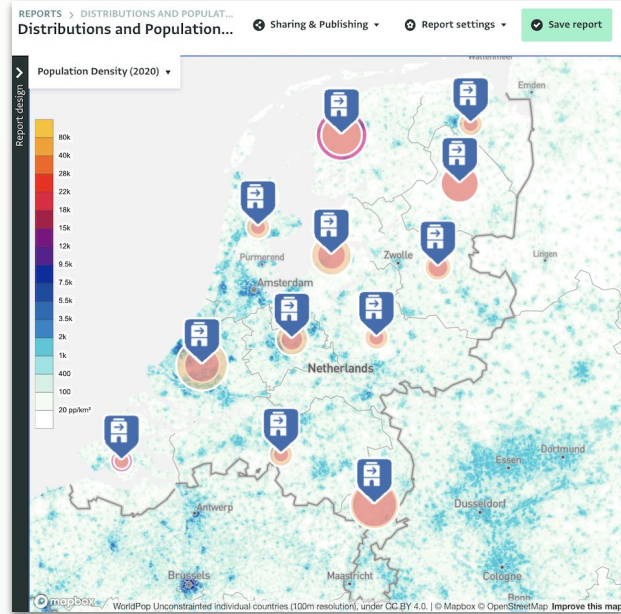 REPORTS > DISTRIBUTIONS AND POPULAT...
Distributions and Population...
Sharing & Publishing
Report settings
Save report
Report design
Population Density (2020)
80k
40k
28k
22k
18k
15k
12k
9.5k
7.5k
5.5k
3.5k
2k
1k
400
100
20 pp/km²
Emden
Purmerend
Zwolle
Lingen
Amsterdam
Netherlands
Essen
Dortmund
Dusseldorf
Antwerp
Brussels
Maastricht
Cologne
Bonn
mapbox
WorldPop Unconstrainted individual countries (100m resolution), under CC BY 4.0. | © Mapbox © OpenStreetMap Improve this map